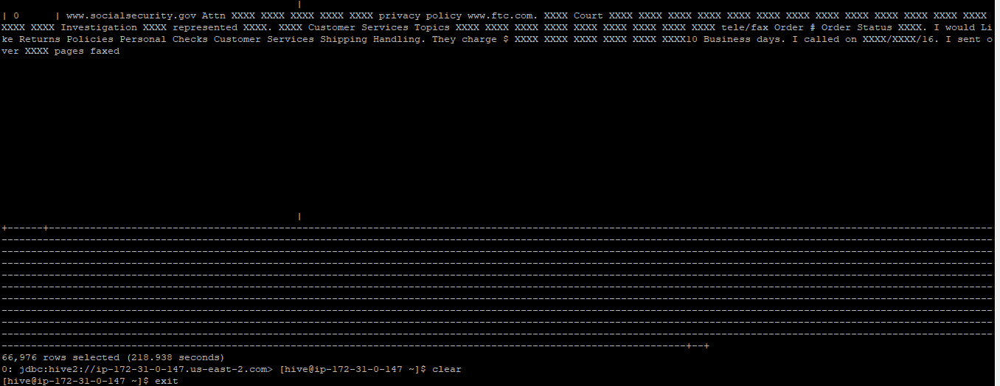 |
| 0      | www.socialsecurity.gov Attn XXXX XXXX XXXX XXXX XXXX privacy policy www.ftc.com. XXXX Court XXXX XXXX XXXX XXXX XXXX XXXX XXXX XXXX XXXX XXXX XXXX XXXX XXXX
XXXX XXXX Investigation XXXX represented XXXX. XXXX Customer Services Topics XXXX XXXX XXXX XXXX XXXX XXXX XXXX XXXX XXXX tele/fax Order # Order Status XXXX. I would Li
ke Returns Policies Personal Checks Customer Services Shipping Handling. They charge $ XXXX XXXX XXXX XXXX XXXX XXXX10 Business days. I called on XXXX/XXXX/16. I sent o
ver XXXX pages faxed
|
+------+------------------------------------------------------------------------------------------------------------------------------------------------------------------
66,976 rows selected (218.938 seconds)
0: jdbc:hive2://ip-172-31-0-147.us-east-2.com> [hive@ip-172-31-0-147 ~]$ clear
[hive@ip-172-31-0-147 ~]$ exit